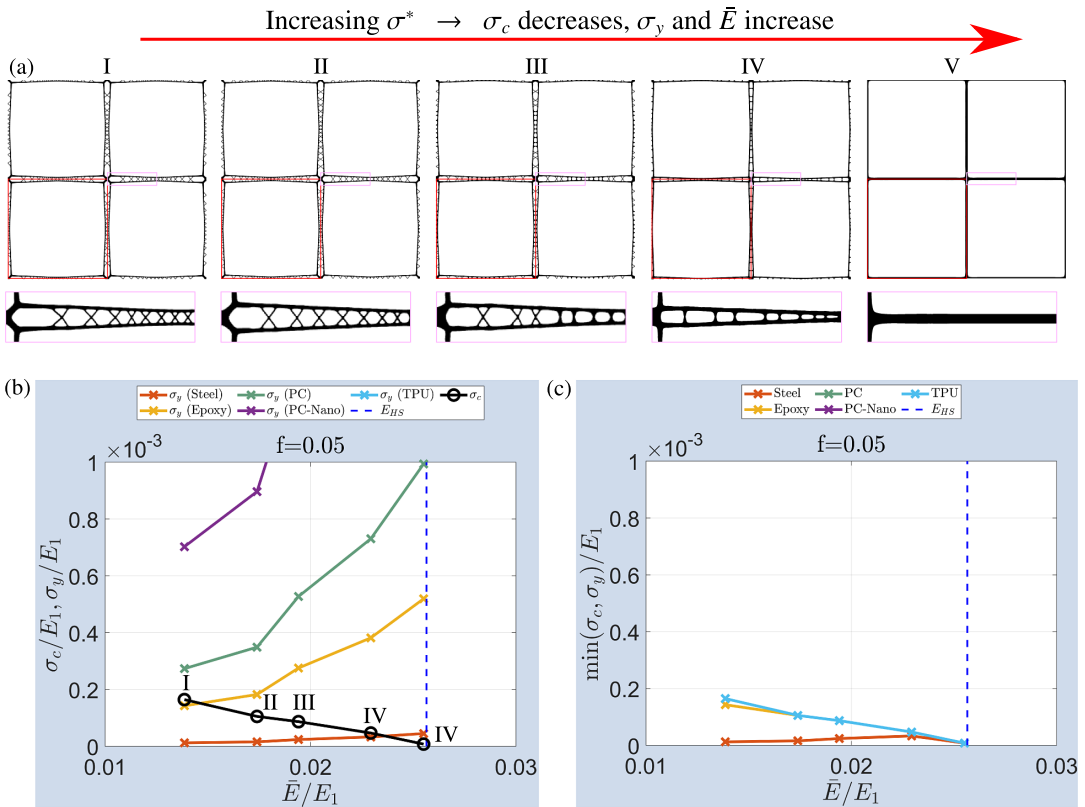 Increasing σ* → σc decreases, σy and Ē increase
(a)
I II III IV V
(b)
σy (Steel) σy (PC) σy (TPU) σc
σy (Epoxy) σy (PC-Nano) EHS
×10⁻³
f=0.05
1
0.8
0.6
0.4
0.2
0
σc/E1, σy/E1
I
II
III
IV
IV
0.01 0.02 0.03
Ē/E1
(c)
Steel PC TPU
Epoxy PC-Nano EHS
×10⁻³
f=0.05
1
0.8
0.6
0.4
0.2
0
min(σc, σy)/E1
0.01 0.02 0.03
Ē/E1